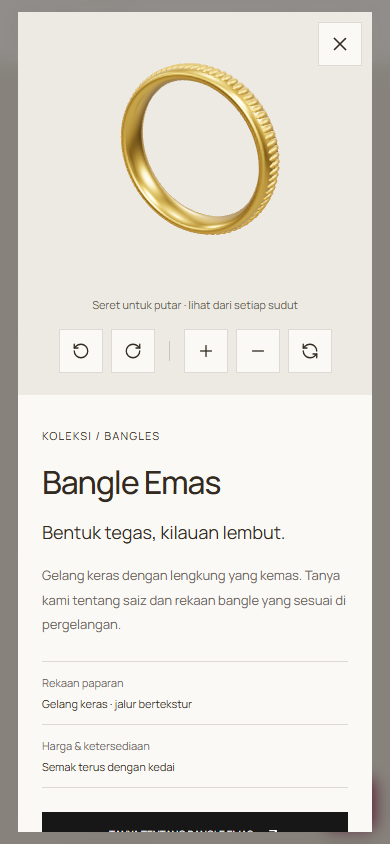 Seret untuk putar · lihat dari setiap sudut
KOLEKSI / BANGLES
Bangle Emas
Bentuk tegas, kilauan lembut.
Gelang keras dengan lengkung yang kemas. Tanya
kami tentang saiz dan rekaan bangle yang sesuai di
pergelangan.
Rekaan paparan
Gelang keras · jalur bertekstur
Harga & ketersediaan
Semak terus dengan kedai